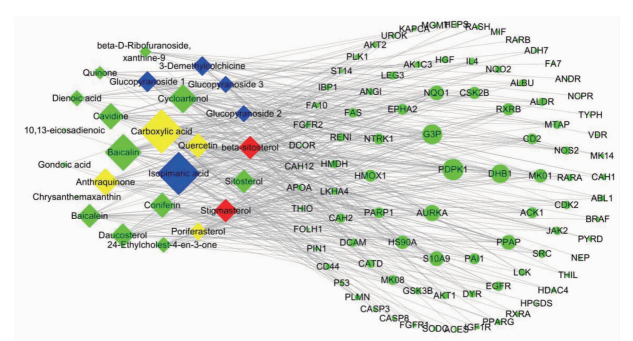 beta-D-Ribofuranoside,
xanthine-9
Quinone
3-Demethylcolchicine
Glucopyranoside 1
Glucopyranoside 3
Dienoic acid
Cycloartenol
Cavidine
Glucopyranoside 2
10,13-eicosadienoic
Carboxylic acid
Baicalin
Quercetin
beta-sitosterol
Gondoic acid
Isopimaric acid
Anthraquinone
Sitosterol
Chrysanthemaxanthin
Coniferin
Stigmasterol
Baicalein
Daucosterol
Poriferasterol
24-Ethylcholest-4-en-3-one
KAPCA
MGMT
HEPS
RASH
UROK
MIF
AKT2
RARB
PLK1
ADH7
ST14
AK1C3
HGF
IL4
NQO2
FA7
LEG3
ALBU
ANDR
IBP1
ANGI
NQO1
CSK2B
ALDR
NCPR
FA10
EPHA2
RXRB
FAS
MTAP
TYPH
FGFR2
RENI
NTRK1
G3P
CD2
VDR
DCOR
NOS2
MK14
CAH12
HMDH
PDPK1
DHB1
MK01
RARA
CAH1
HMOX1
APOA
LKHA4
ABL1
THIO
CAH2
PARP1
AURKA
ACK1
CDK2
BRAF
FOLH1
JAK2
PYRD
PIN1
DCAM
HS90A
PPAP
SRC
NEP
CD44
CATD
S10A9
PAI1
THIL
LCK
P53
MK08
HDAC4
PLMN
GSK3B
AKT1
DYR
EGFR
HPGDS
CASP3
RXRA
CASP8
PPARG
FGFR1
SODC
ACES
IGF1R